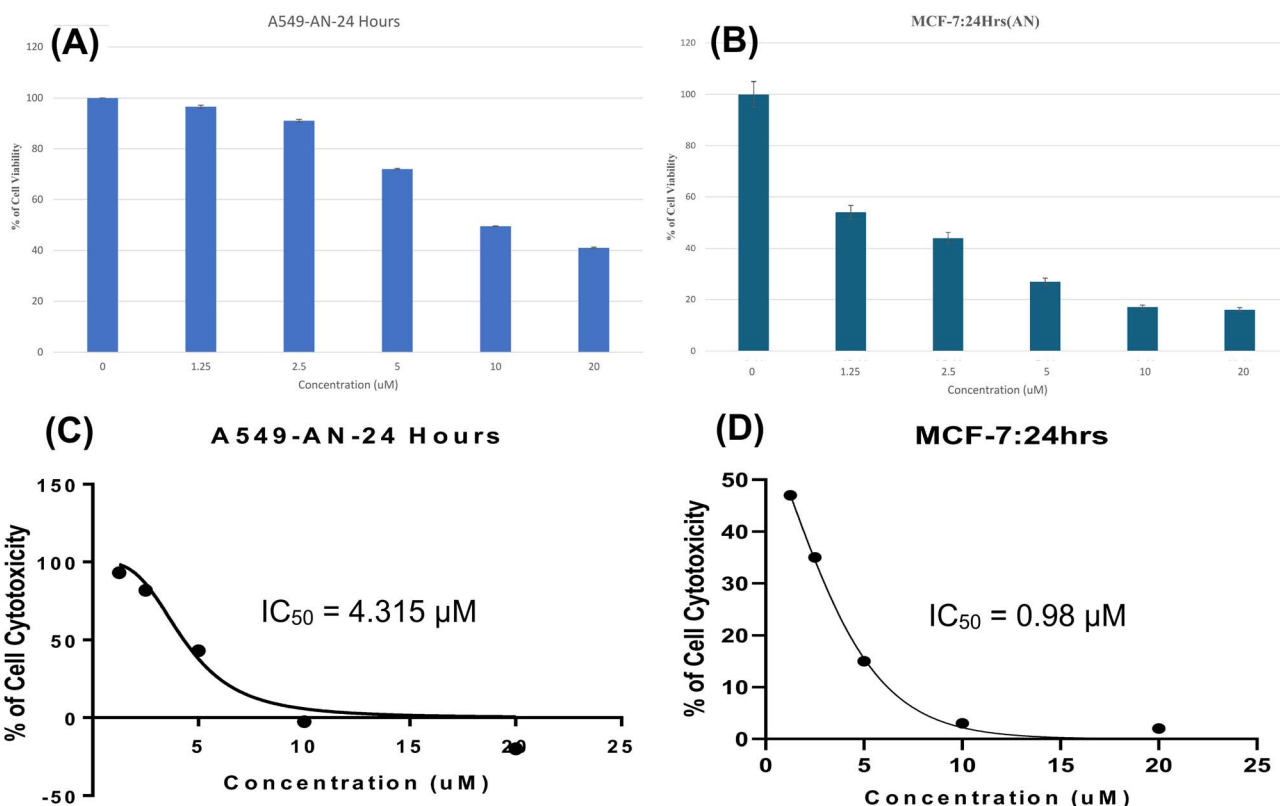 (A)
A549-AN-24 Hours
120
100
80
60
40
20
0
% of Cell Viability
0 1.25 2.5 5 10 20
Concentration (uM)
(B)
MCF-7:24Hrs(AN)
120
100
80
60
40
20
0
% of Cell Viability
0 1.25 2.5 5 10 20
Concentration (uM)
(C)
A549-AN-24 Hours
150
100
50
0
-50
% of Cell Cytotoxicity
IC₅₀ = 4.315 µM
5 10 15 20 25
Concentration (uM)
(D)
MCF-7:24hrs
50
40
30
20
10
0
% of Cell Cytotoxicity
IC₅₀ = 0.98 µM
0 5 10 15 20 25
Concentration (uM)